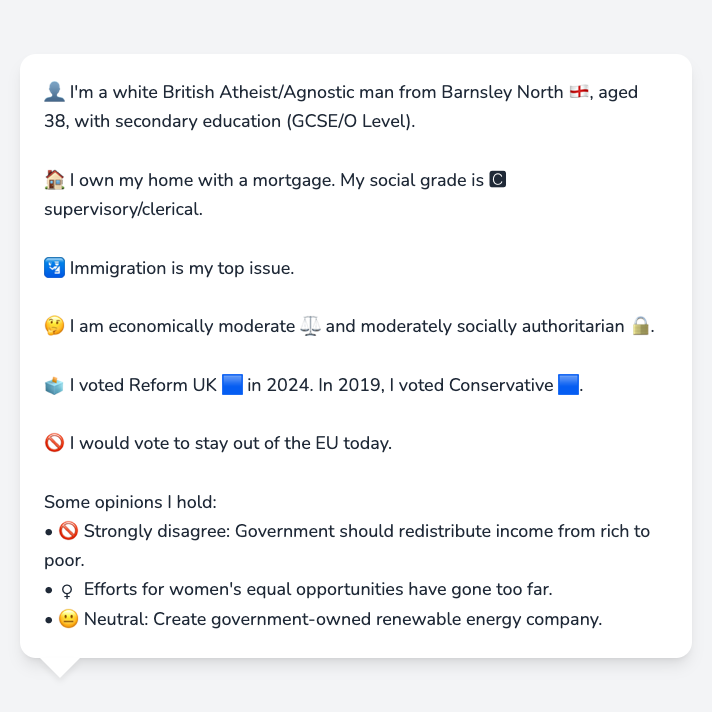 👤 I'm a white British Atheist/Agnostic man from Barnsley North 🏴󠁧󠁢󠁥󠁮󠁧󠁿, aged
38, with secondary education (GCSE/O Level).
🏠 I own my home with a mortgage. My social grade is 🅲
supervisory/clerical.
🛂 Immigration is my top issue.
🤔 I am economically moderate ⚖️ and moderately socially authoritarian 🔒.
🗳️ I voted Reform UK 🟦 in 2024. In 2019, I voted Conservative 🟦.
🚫 I would vote to stay out of the EU today.
Some opinions I hold:
• 🚫 Strongly disagree: Government should redistribute income from rich to
poor.
• ♀ Efforts for women's equal opportunities have gone too far.
• 😐 Neutral: Create government-owned renewable energy company.